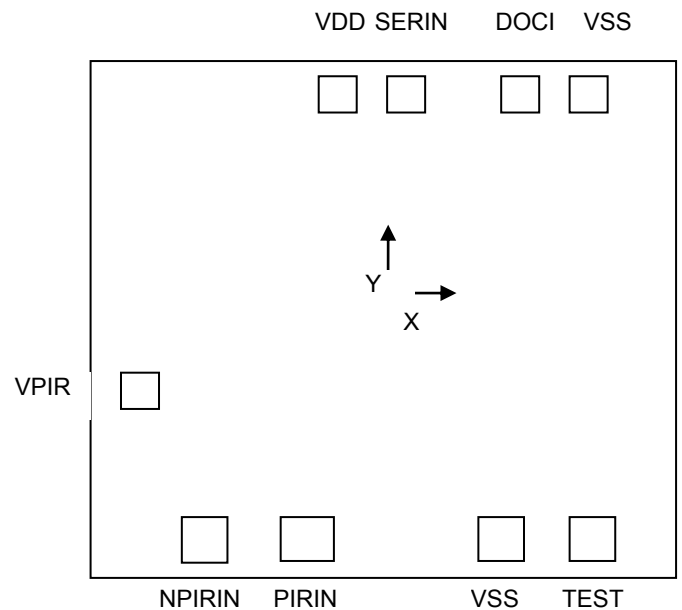 VDD SERIN DOCI VSS
Y
X
VPIR
NPIRIN PIRIN VSS TEST